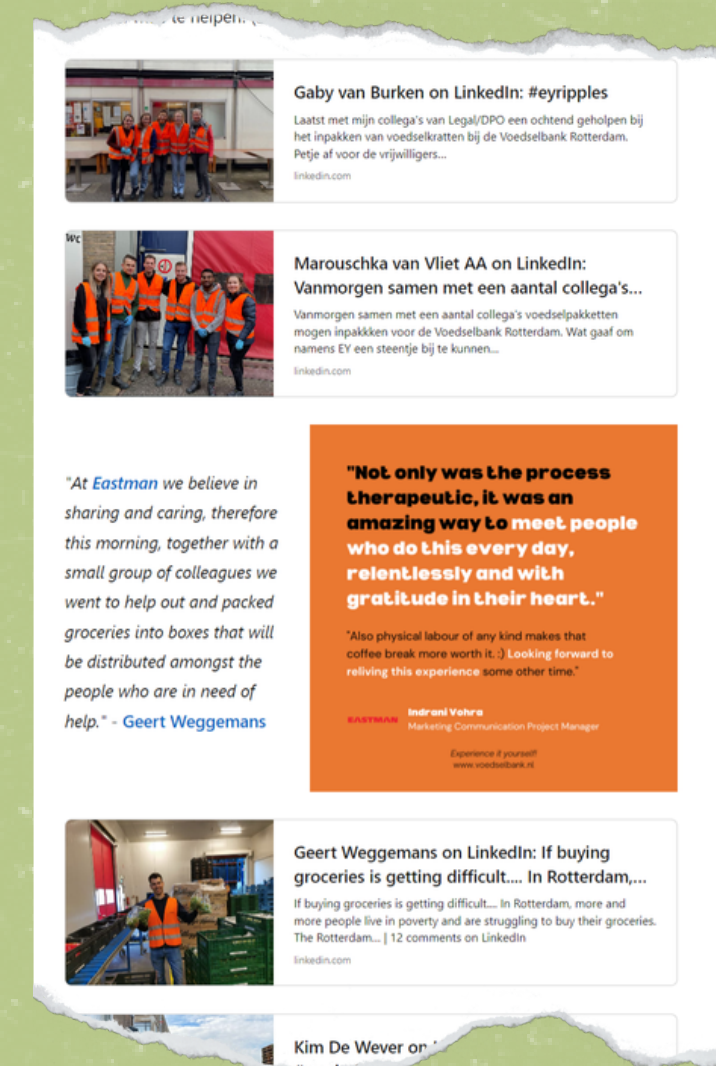 te helpen. (
Gaby van Burken on LinkedIn: #eyripples
Laatst met mijn collega's van Legal/DPO een ochtend geholpen bij
het inpakken van voedselkratten bij de Voedselbank Rotterdam.
Petje af voor de vrijwilligers...
linkedin.com
WC
Marouschka van Vliet AA on LinkedIn:
Vanmorgen samen met een aantal collega's...
Vanmorgen samen met een aantal collega's voedselpakketten
mogen inpakkken voor de Voedselbank Rotterdam. Wat gaaf om
namens EY een steentje bij te kunnen...
linkedin.com
"At Eastman we believe in
sharing and caring, therefore
this morning, together with a
small group of colleagues we
went to help out and packed
groceries into boxes that will
be distributed amongst the
people who are in need of
help." - Geert Weggemans
"Not only was the process
therapeutic, it was an
amazing way to meet people
who do this every day,
relentlessly and with
gratitude in their heart."
"Also physical labour of any kind makes that
coffee break more worth it. :) Looking forward to
reliving this experience some other time."
EASTMAN
Indrani Vohra
Marketing Communication Project Manager
Experience it yourself!
www.voedselbank.nl
Geert Weggemans on LinkedIn: If buying
groceries is getting difficult.... In Rotterdam,...
If buying groceries is getting difficult.... In Rotterdam, more and
more people live in poverty and are struggling to buy their groceries.
The Rotterdam... | 12 comments on LinkedIn
linkedin.com
Kim De Wever on